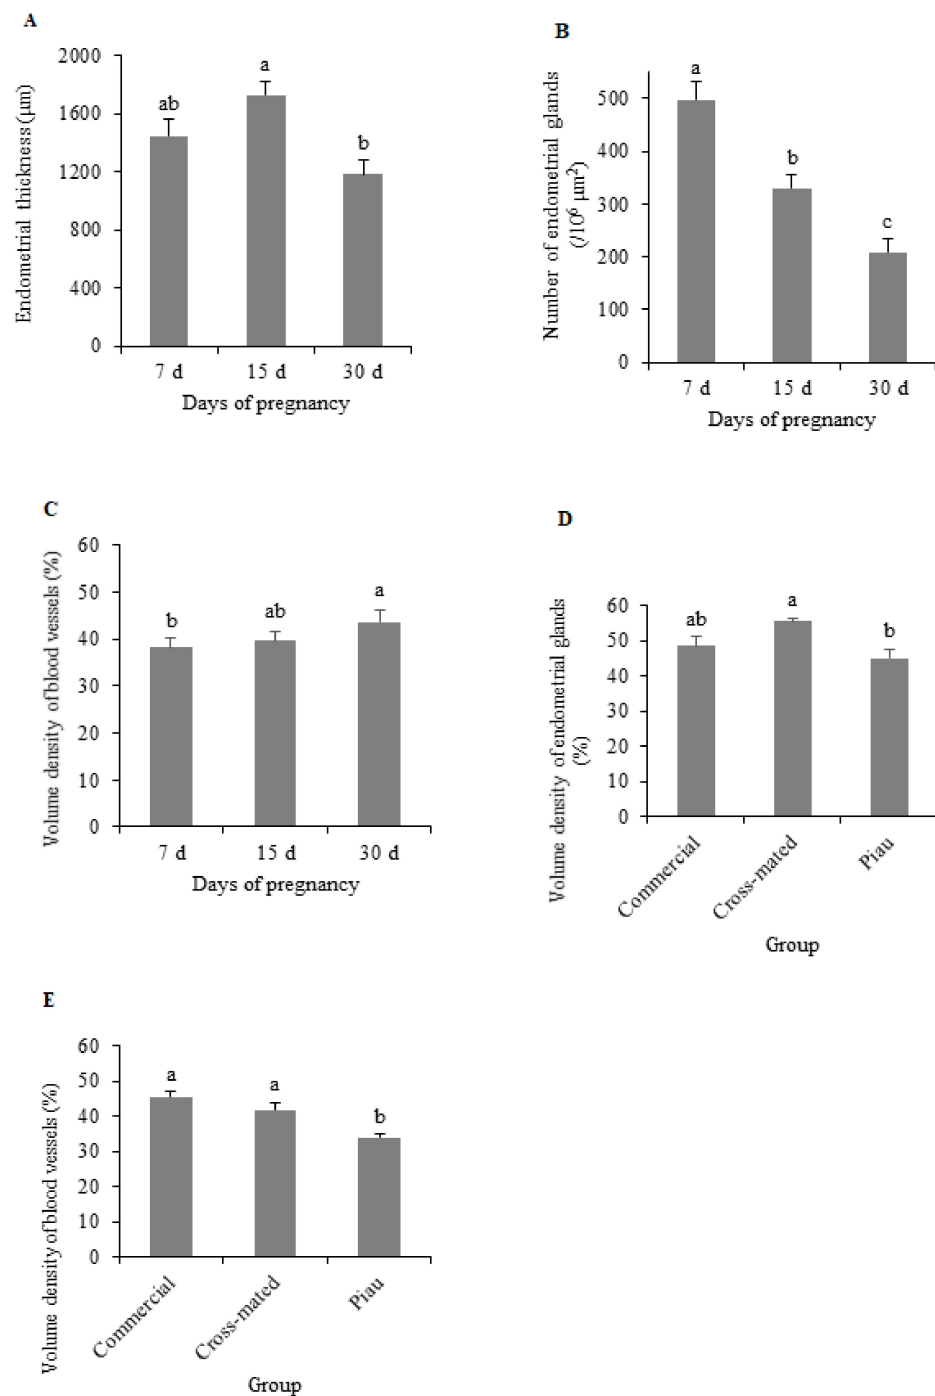 A
Endometrial thickness (μm)
2000
1600
1200
800
400
0
ab
a
b
7 d 15 d 30 d
Days of pregnancy
B
Number of endometrial glands
(/10⁶ μm²)
500
400
300
200
100
0
a
b
c
7 d 15 d 30 d
Days of pregnancy
C
Volume density of blood vessels (%)
60
50
40
30
20
10
0
b
ab
a
7 d 15 d 30 d
Days of pregnancy
D
Volume density of endometrial glands
(%)
60
50
40
30
20
10
0
ab
a
b
Commercial
Cross-mated
Piau
Group
E
Volume density of blood vessels (%)
60
50
40
30
20
10
0
a
a
b
Commercial
Cross-mated
Piau
Group